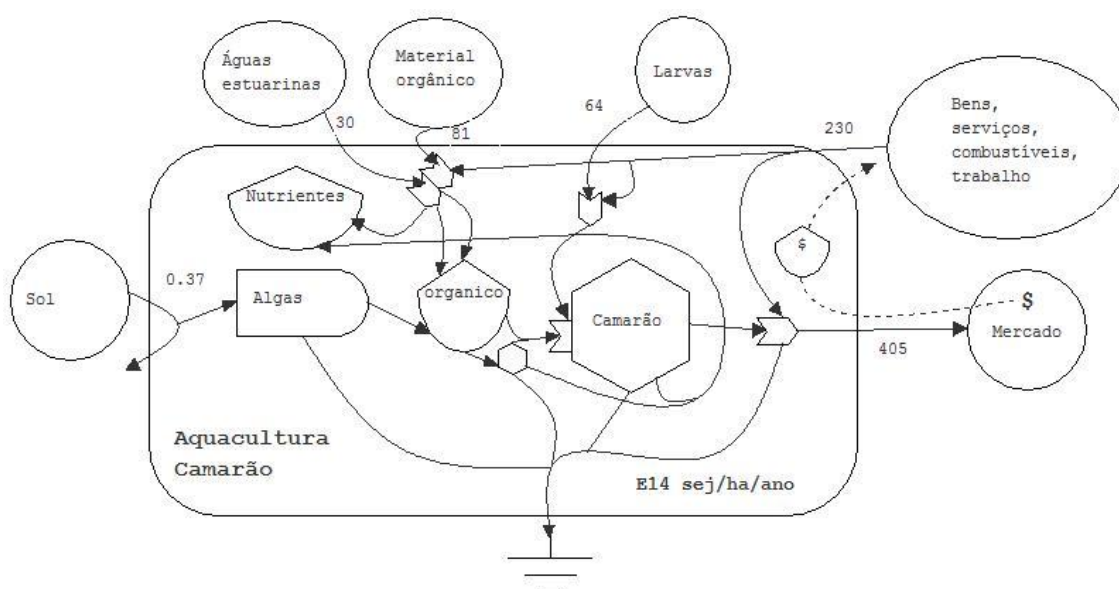 Águas
estuarinas
Material
orgânico
Larvas
Bens,
serviços,
combustíveis,
trabalho
30
81
64
230
Nutrientes
$
Sol
0.37
Algas
organico
Camarão
$
Mercado
405
Aquacultura
Camarão
E14 sej/ha/ano